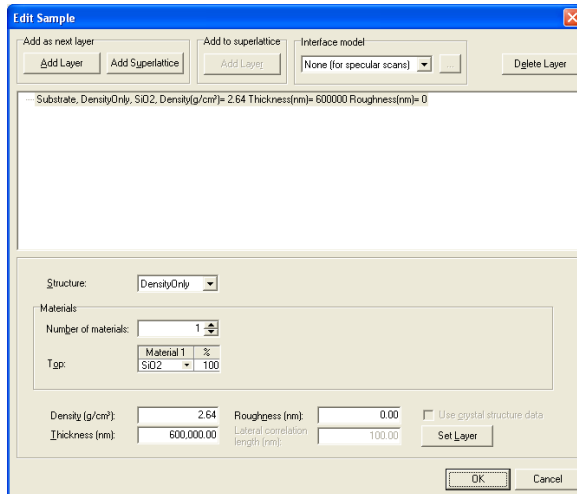 Edit Sample
Add as next layer
Add to superlattice
Interface model
Add Layer
Add Superlattice
Add Layer
None (for specular scans)
...
Delete Layer
Substrate, DensityOnly, SiO2, Density(g/cm³)= 2.64 Thickness(nm)= 600000 Roughness(nm)= 0
Structure:
DensityOnly
Materials
Number of materials:
1
Material 1 %
Top:
SiO2 100
Density (g/cm³):
2.64
Roughness (nm):
0.00
Use crystal structure data
Thickness (nm):
600,000.00
Lateral correlation
length (nm):
100.00
Set Layer
OK
Cancel